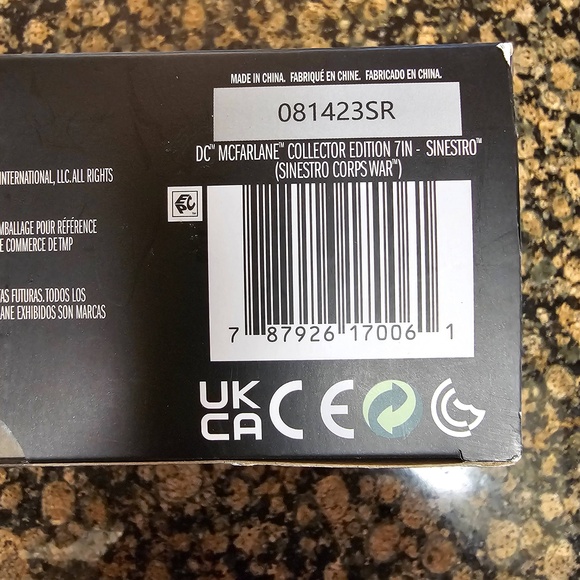 MADE IN CHINA. FABRIQUÉ EN CHINE. FABRICADO EN CHINA.
081423SR
DC™ MCFARLANE™ COLLECTOR EDITION 7IN - SINESTRO™
(SINESTRO CORPS WAR™)
INTERNATIONAL, LLC. ALL RIGHTS
MBALLAGE POUR RÉFÉRENCE
E COMMERCE DE TMP
AS FUTURAS. TODOS LOS
ANE EXHIBIDOS SON MARCAS
7 87926 17006 1
UK
CA CE